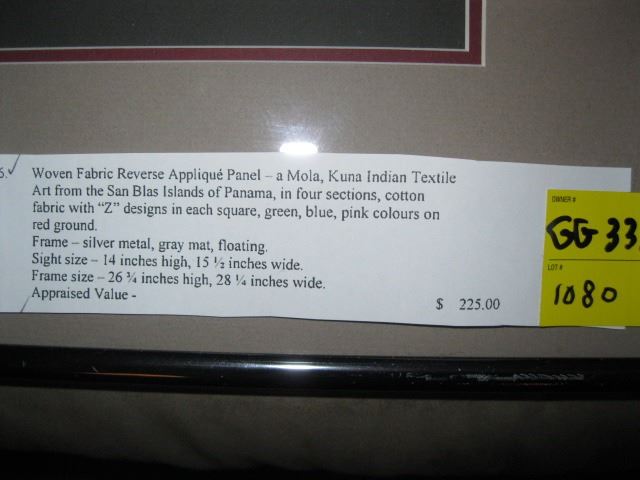 6.✓ Woven Fabric Reverse Appliqué Panel – a Mola, Kuna Indian Textile
Art from the San Blas Islands of Panama, in four sections, cotton
fabric with “Z” designs in each square, green, blue, pink colours on
red ground.
Frame – silver metal, gray mat, floating.
Sight size – 14 inches high, 15 ½ inches wide.
Frame size – 26 ¾ inches high, 28 ¼ inches wide.
Appraised Value - $ 225.00
OWNER #
GG 33
LOT #
1080